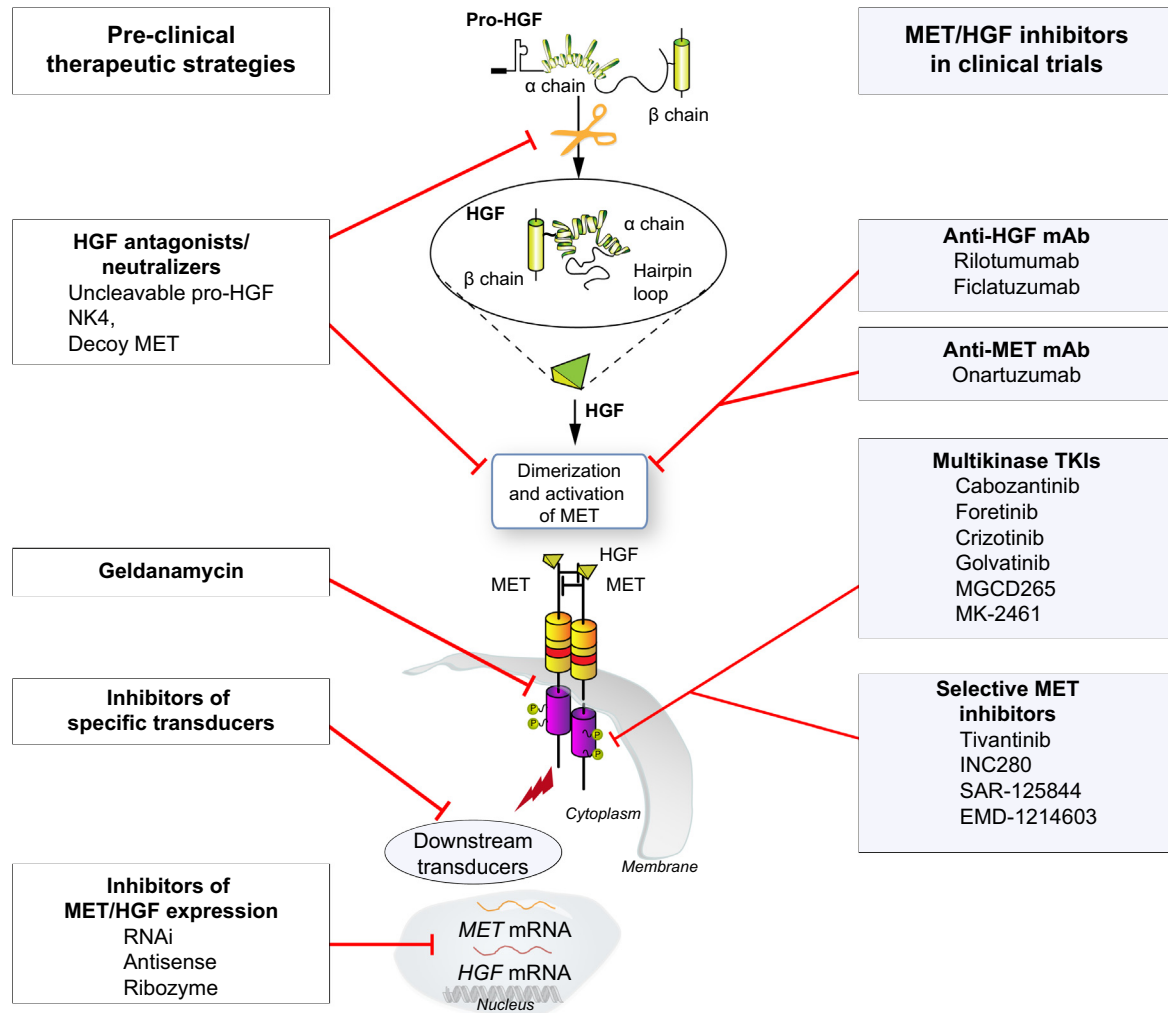 Pre-clinical
therapeutic strategies
HGF antagonists/
neutralizers
Uncleavable pro-HGF
NK4,
Decoy MET
Geldanamycin
Inhibitors of
specific transducers
Inhibitors of
MET/HGF expression
RNAi
Antisense
Ribozyme
Pro-HGF
α chain
β chain
HGF
α chain
β chain
Hairpin
loop
HGF
Dimerization
and activation
of MET
HGF
MET
MET
P
P
P
P
Cytoplasm
Membrane
Downstream
transducers
MET mRNA
HGF mRNA
Nucleus
MET/HGF inhibitors
in clinical trials
Anti-HGF mAb
Rilotumumab
Ficlatuzumab
Anti-MET mAb
Onartuzumab
Multikinase TKIs
Cabozantinib
Foretinib
Crizotinib
Golvatinib
MGCD265
MK-2461
Selective MET
inhibitors
Tivantinib
INC280
SAR-125844
EMD-1214603